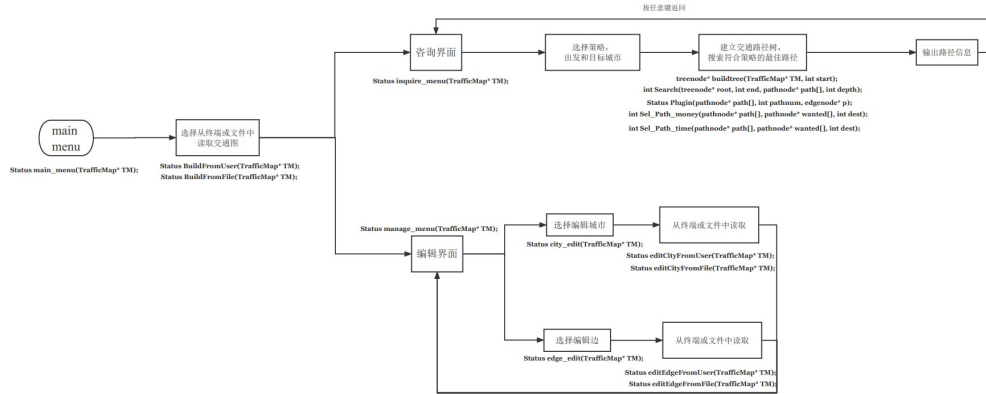 按任意键返回
咨询界面
Status inquire_menu(TrafficMap* TM);
选择策略，
出发和目标城市
建立交通路径树，
搜索符合策略的最佳路径
treenode* buildtree(TrafficMap* TM, int start);
int Search(treenode* root, int end, pathnode* path[], int depth);
Status Plugin(pathnode* path[], int pathnum, edgenode* p);
int Sel_Path_money(pathnode* path[], pathnode* wanted[], int dest);
int Sel_Path_time(pathnode* path[], pathnode* wanted[], int dest);
输出路径信息
main
menu
Status main_menu(TrafficMap* TM);
选择从终端或文件中
读取交通图
Status BuildFromUser(TrafficMap* TM);
Status BuildFromFile(TrafficMap* TM);
Status manage_menu(TrafficMap* TM);
编辑界面
选择编辑城市
Status city_edit(TrafficMap* TM);
从终端或文件中读取
Status editCityFromUser(TrafficMap* TM);
Status editCityFromFile(TrafficMap* TM);
选择编辑边
Status edge_edit(TrafficMap* TM);
从终端或文件中读取
Status editEdgeFromUser(TrafficMap* TM);
Status editEdgeFromFile(TrafficMap* TM);